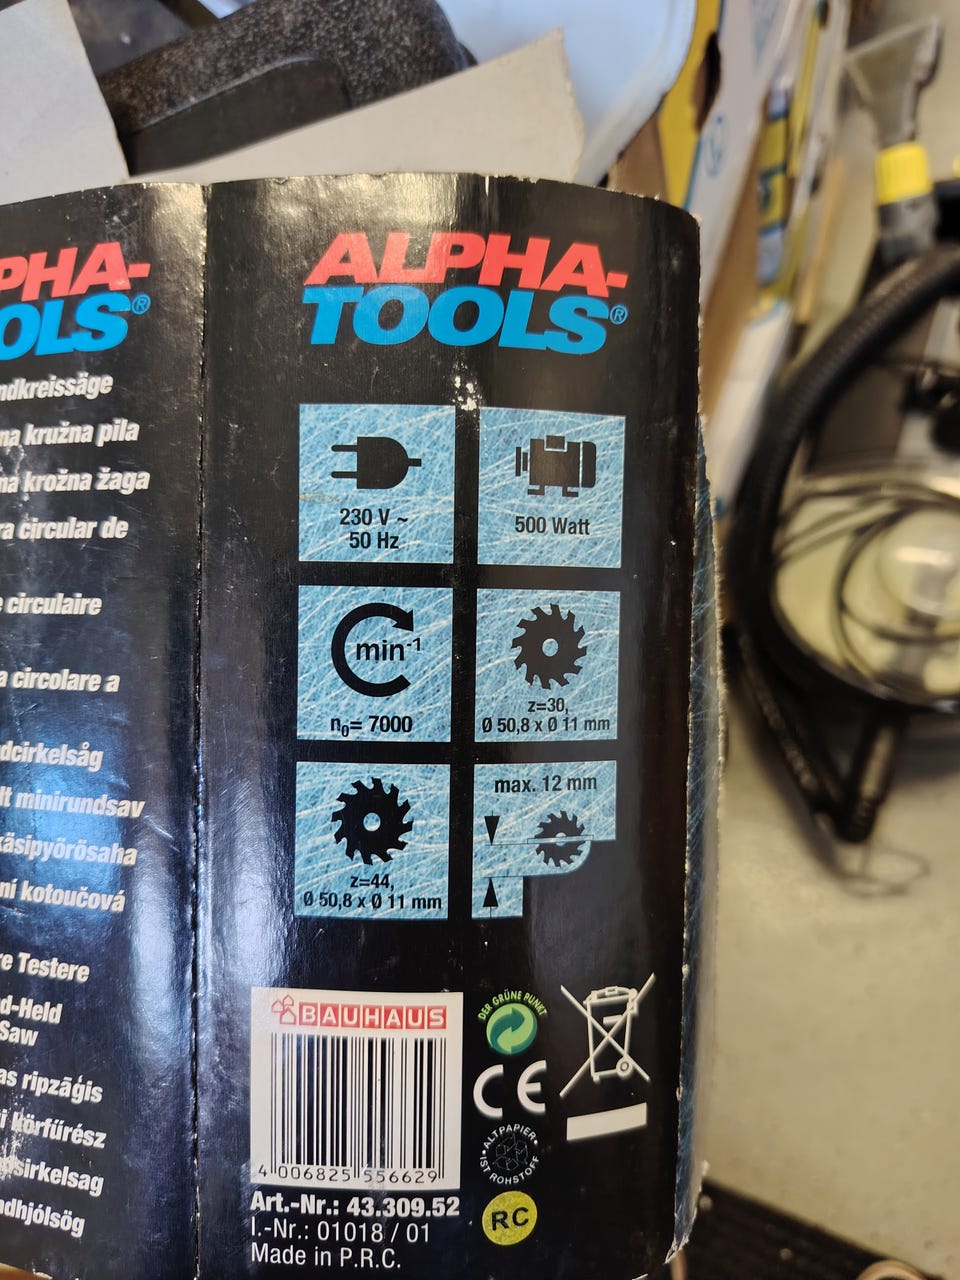 PHA-
OLS®
ndkreissäge
na kružna pila
na krožna žaga
ra circular de
circulaire
a circolare a
dcirkelsåg
lt minirundsav
käsipyörösaha
ní kotoučová
re Testere
d-Held
Saw
as ripzāģis
i körfűrész
dsirkelsag
adhjólsög
ALPHA-
TOOLS®
230 V ~
50 Hz
500 Watt
min-1
n0= 7000
z=30,
Ø 50,8 x Ø 11 mm
z=44,
Ø 50,8 x Ø 11 mm
max. 12 mm
BAUHAUS
4 006825 556629
Art.-Nr.: 43.309.52
I.-Nr.: 01018 / 01
Made in P.R.C.
DER GRÜNE PUNKT
CE
ALTPAPIER
IST ROHSTOFF
RC